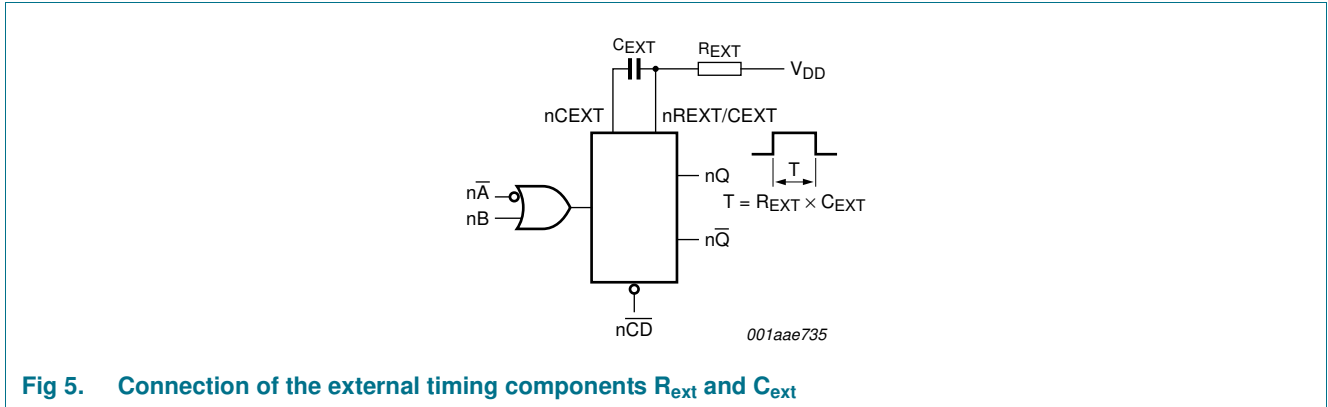 CEXT
REXT
VDD
nCEXT
nREXT/CEXT
nA̅
nB
nQ
T
T = REXT × CEXT
nQ̅
nC̅D̅
001aae735
Fig 5. Connection of the external timing components Rext and Cext